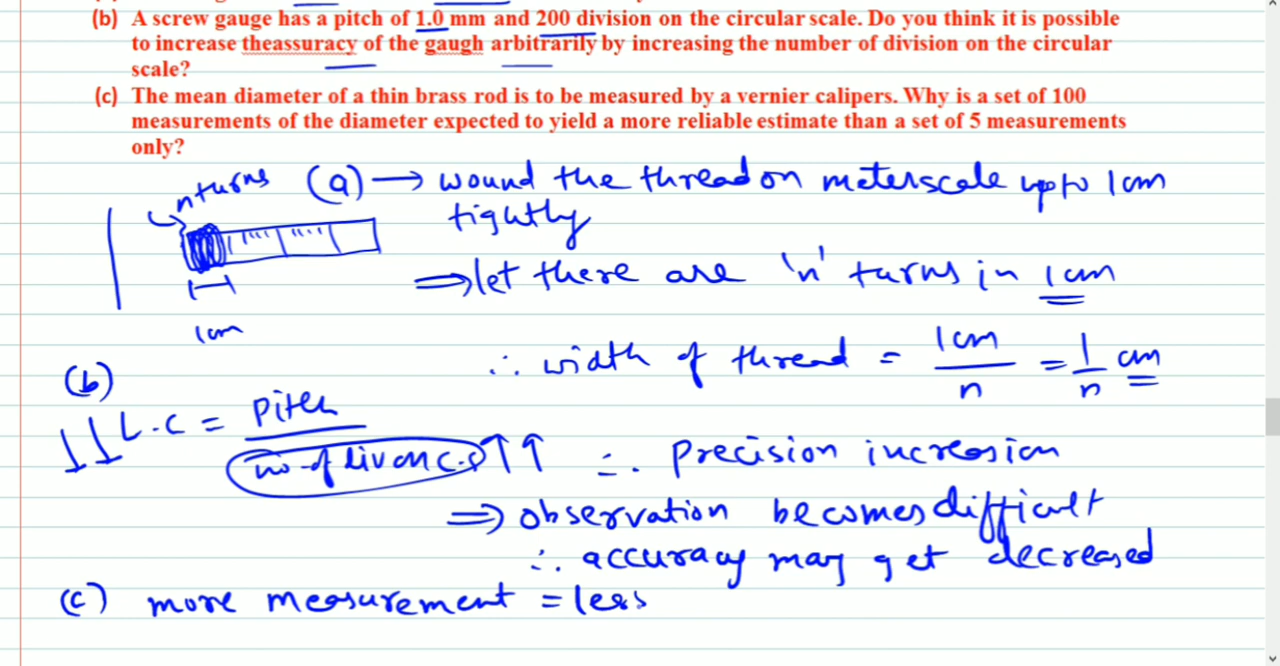 (b) A screw gauge has a pitch of 1.0 mm and 200 division on the circular scale. Do you think it is possible
to increase theassuracy of the gaugh arbitrarily by increasing the number of division on the circular
scale?
(c) The mean diameter of a thin brass rod is to be measured by a vernier calipers. Why is a set of 100
measurements of the diameter expected to yield a more reliable estimate than a set of 5 measurements
only?
n turns (a) → wound the thread on meterscale upto 1cm
tightly
⇒ let there are 'n' turns in 1cm
1cm
∴ width of thread = 1cm/n = 1/n cm
(b)
↓↓ L.C = Pitch / no of div on C.S ↑↑ ∴ Precision increasion
⇒ observation becomes difficult
∴ accuracy may get decreased
(c) more measurement = less